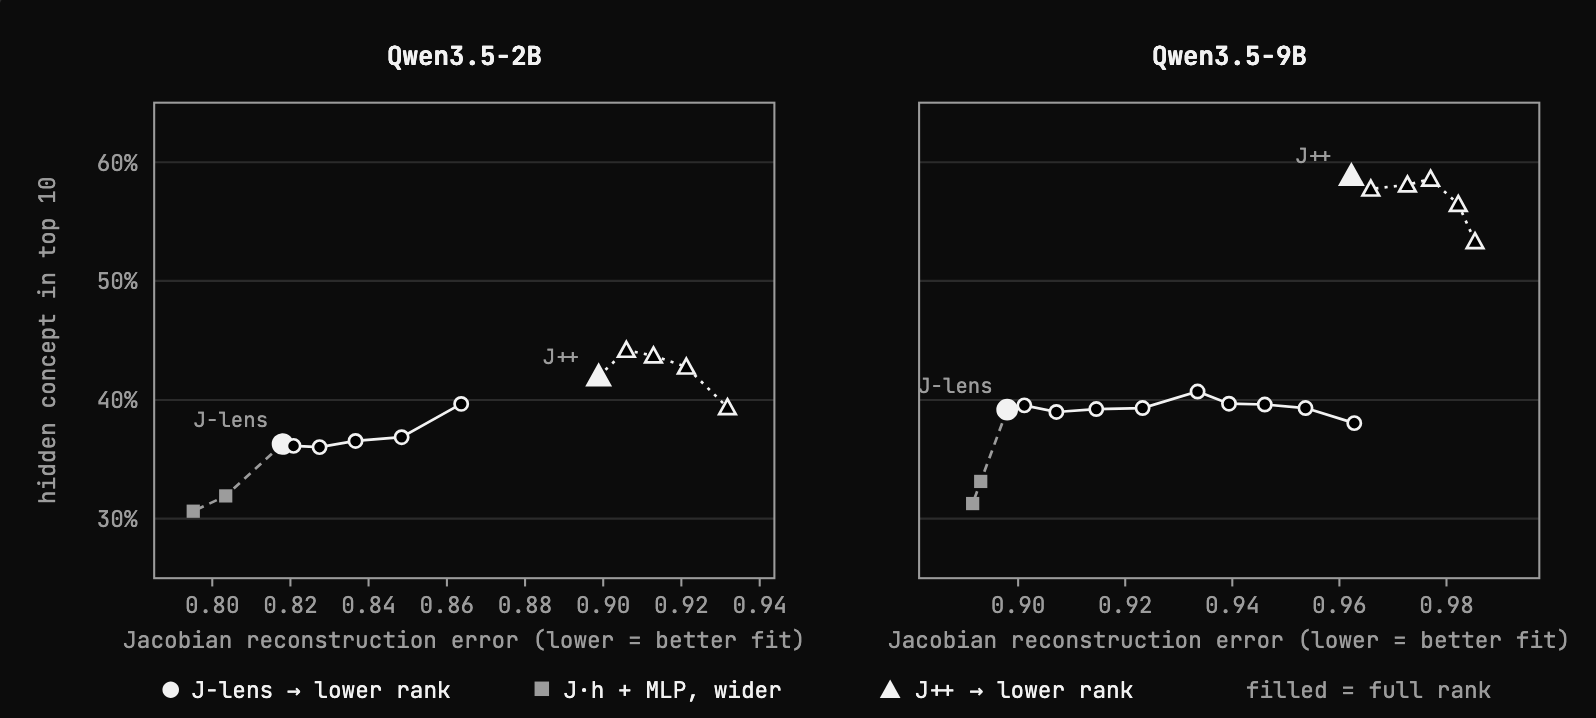 Qwen3.5-2B
Qwen3.5-9B
hidden concept in top 10
60%
50%
40%
30%
J-lens
J++
J-lens
J++
0.80 0.82 0.84 0.86 0.88 0.90 0.92 0.94
0.90 0.92 0.94 0.96 0.98
Jacobian reconstruction error (lower = better fit)
Jacobian reconstruction error (lower = better fit)
J-lens → lower rank
J·h + MLP, wider
J++ → lower rank
filled = full rank